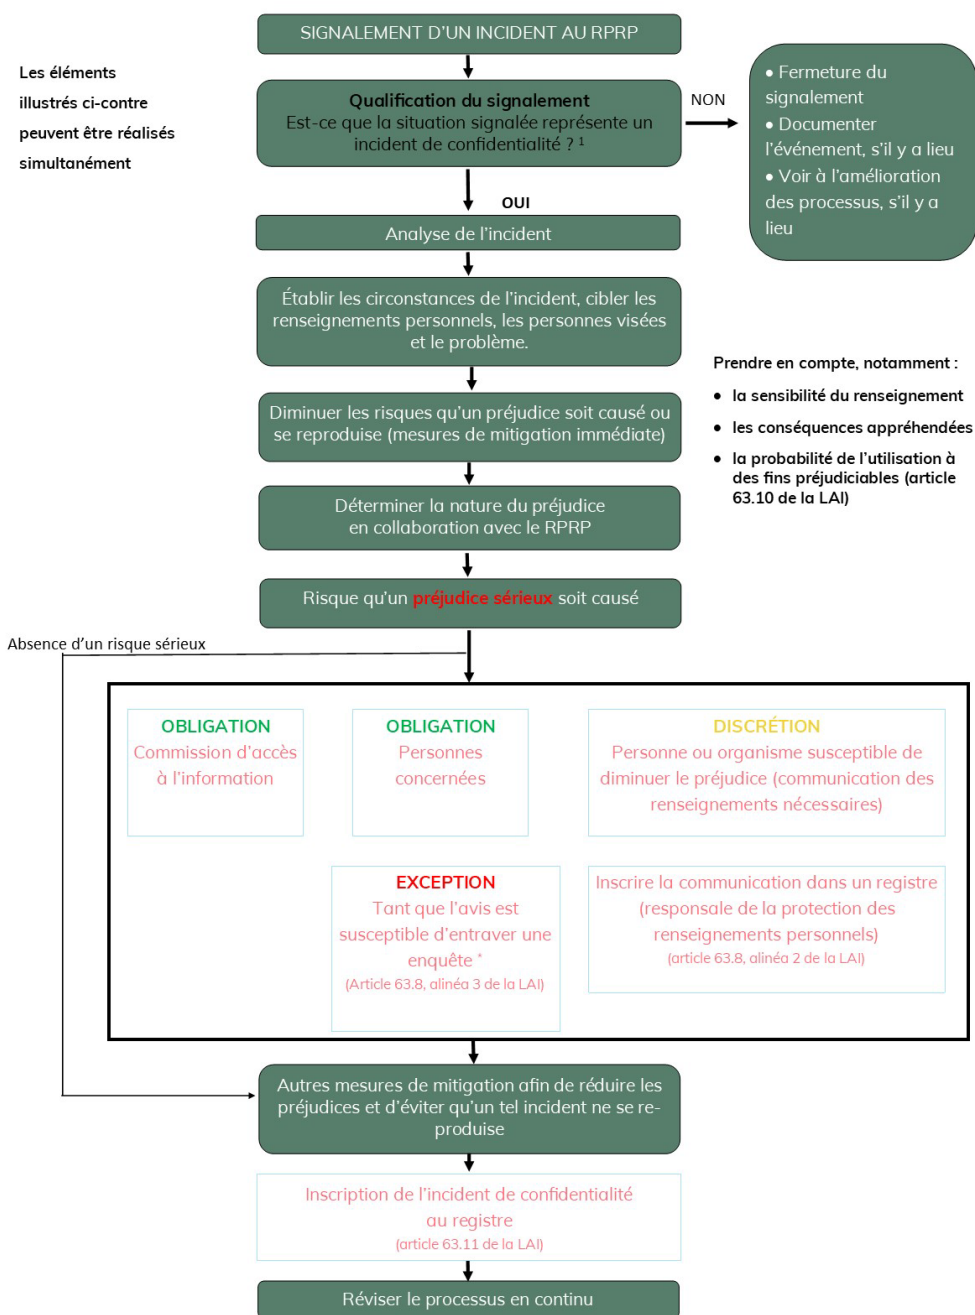 SIGNALEMENT D'UN INCIDENT AU RPRP
Les éléments
illustrés ci-contre
peuvent être réalisés
simultanément
Qualification du signalement
Est-ce que la situation signalée représente un
incident de confidentialité ? ¹
NON
• Fermeture du
signalement
• Documenter
l'événement, s'il y a lieu
• Voir à l'amélioration
des processus, s'il y a
lieu
OUI
Analyse de l'incident
Établir les circonstances de l'incident, cibler les
renseignements personnels, les personnes visées
et le problème.
Prendre en compte, notamment :
• la sensibilité du renseignement
• les conséquences appréhendées
• la probabilité de l'utilisation à
des fins préjudiciables (article
63.10 de la LAI)
Diminuer les risques qu'un préjudice soit causé ou
se reproduise (mesures de mitigation immédiate)
Déterminer la nature du préjudice
en collaboration avec le RPRP
Risque qu'un préjudice sérieux soit causé
Absence d'un risque sérieux
OBLIGATION
Commission d'accès
à l'information
OBLIGATION
Personnes
concernées
DISCRÉTION
Personne ou organisme susceptible de
diminuer le préjudice (communication des
renseignements nécessaires)
EXCEPTION
Tant que l'avis est
susceptible d'entraver une
enquête *
(Article 63.8, alinéa 3 de la LAI)
Inscrire la communication dans un registre
(responsale de la protection des
renseignements personnels)
(article 63.8, alinéa 2 de la LAI)
Autres mesures de mitigation afin de réduire les
préjudices et d'éviter qu'un tel incident ne se re-
produise
Inscription de l'incident de confidentialité
au registre
(article 63.11 de la LAI)
Réviser le processus en continu